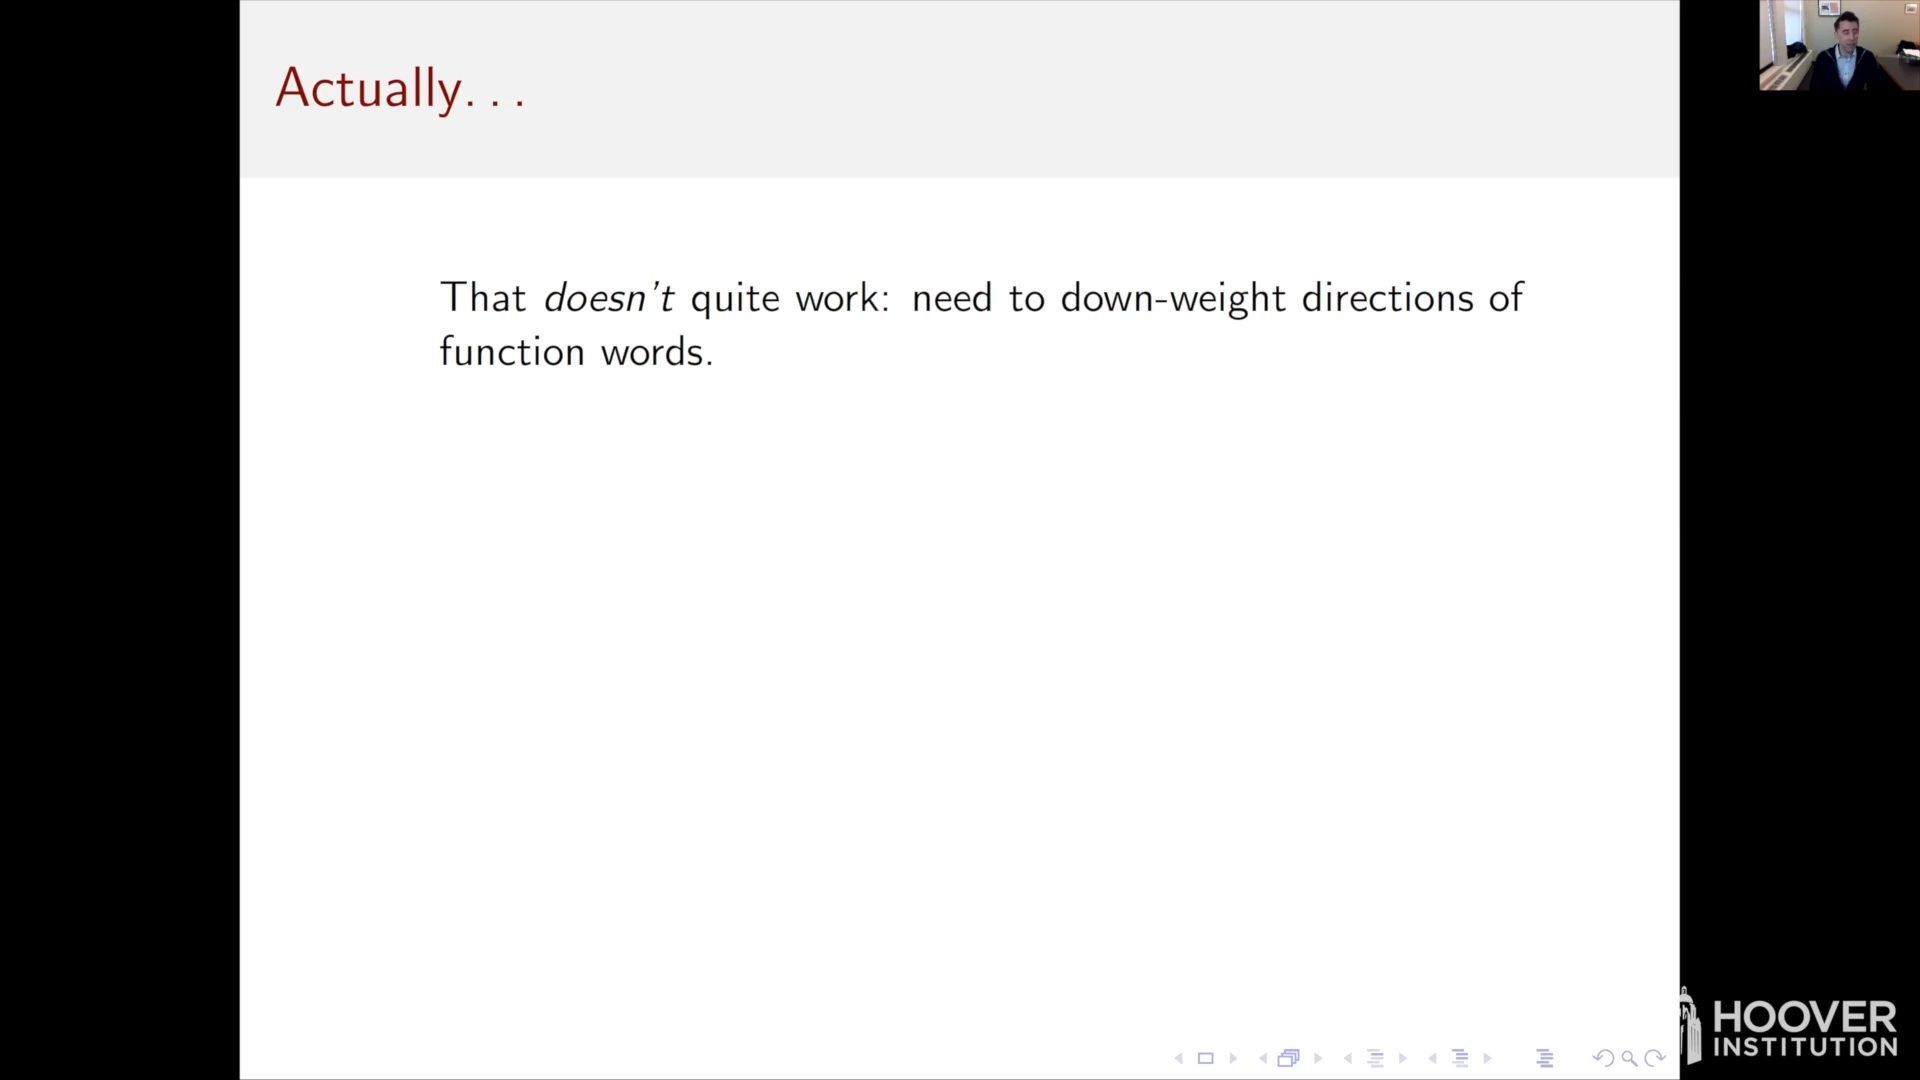 Actually. . .
That doesn't quite work: need to down-weight directions of
function words.
HOOVER
INSTITUTION